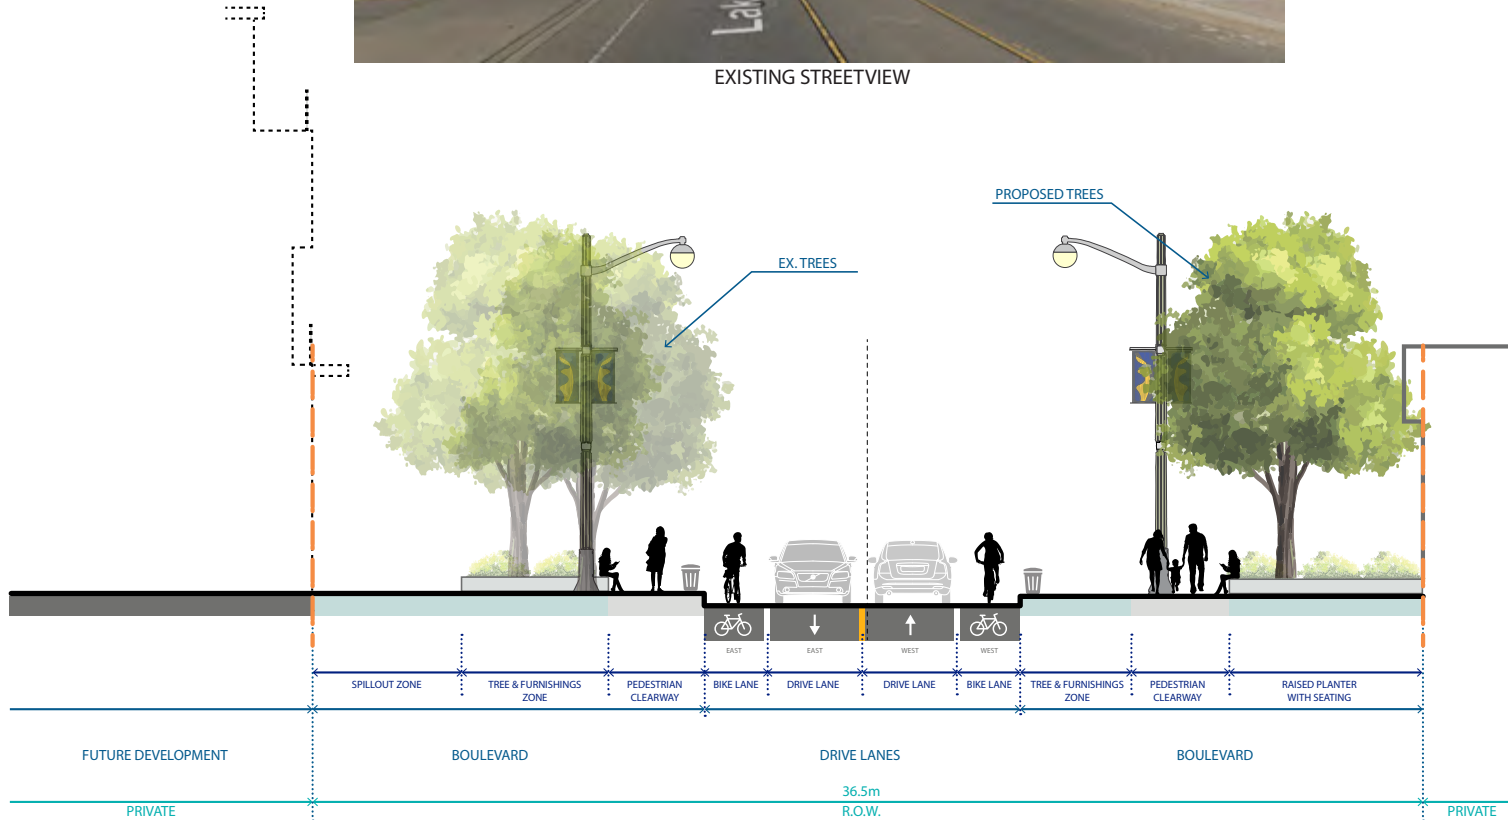 Lak
EXISTING STREETVIEW
PROPOSED TREES
EX. TREES
EAST
EAST
WEST
WEST
SPILLOUT ZONE
TREE & FURNISHINGS
ZONE
PEDESTRIAN
CLEARWAY
BIKE LANE
DRIVE LANE
DRIVE LANE
BIKE LANE
TREE & FURNISHINGS
ZONE
PEDESTRIAN
CLEARWAY
RAISED PLANTER
WITH SEATING
FUTURE DEVELOPMENT
BOULEVARD
DRIVE LANES
BOULEVARD
36.5m
PRIVATE
R.O.W.
PRIVATE